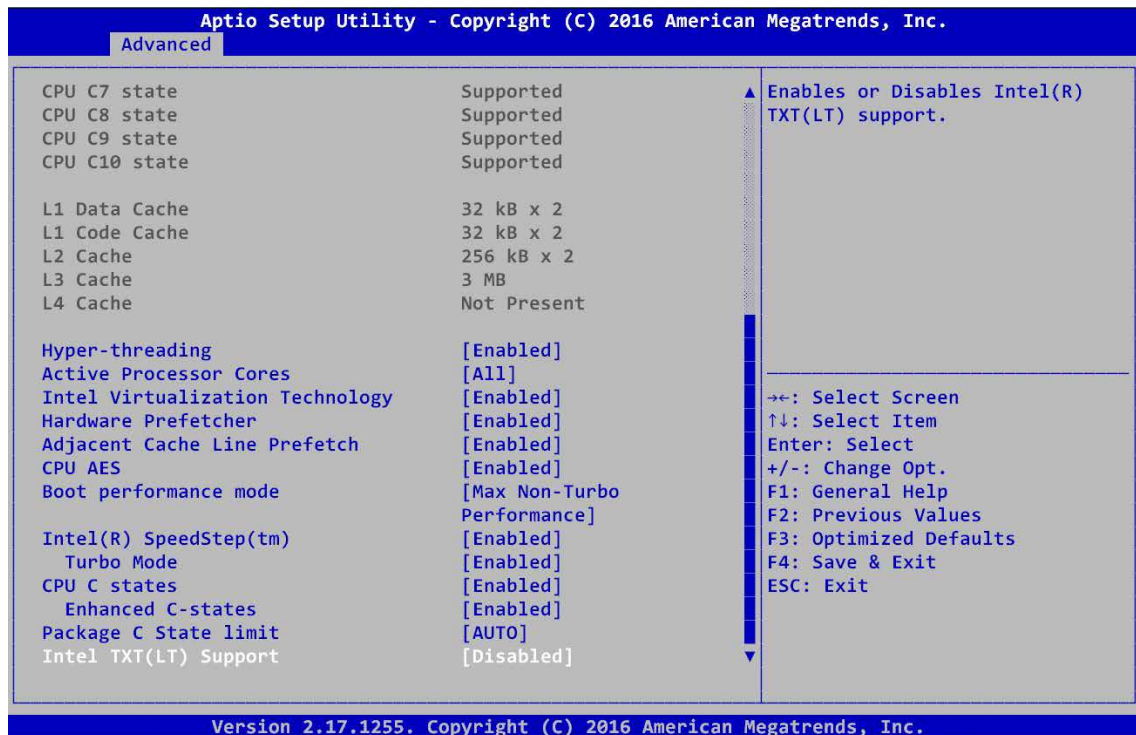 Aptio Setup Utility - Copyright (C) 2016 American Megatrends, Inc.
Advanced
CPU C7 state Supported
CPU C8 state Supported
CPU C9 state Supported
CPU C10 state Supported
L1 Data Cache 32 kB x 2
L1 Code Cache 32 kB x 2
L2 Cache 256 kB x 2
L3 Cache 3 MB
L4 Cache Not Present
Hyper-threading [Enabled]
Active Processor Cores [All]
Intel Virtualization Technology [Enabled]
Hardware Prefetcher [Enabled]
Adjacent Cache Line Prefetch [Enabled]
CPU AES [Enabled]
Boot performance mode [Max Non-Turbo
Performance]
Intel(R) SpeedStep(tm) [Enabled]
Turbo Mode [Enabled]
CPU C states [Enabled]
Enhanced C-states [Enabled]
Package C State limit [AUTO]
Intel TXT(LT) Support [Disabled]
Enables or Disables Intel(R)
TXT(LT) support.
→←: Select Screen
↑↓: Select Item
Enter: Select
+/-: Change Opt.
F1: General Help
F2: Previous Values
F3: Optimized Defaults
F4: Save & Exit
ESC: Exit
Version 2.17.1255. Copyright (C) 2016 American Megatrends, Inc.